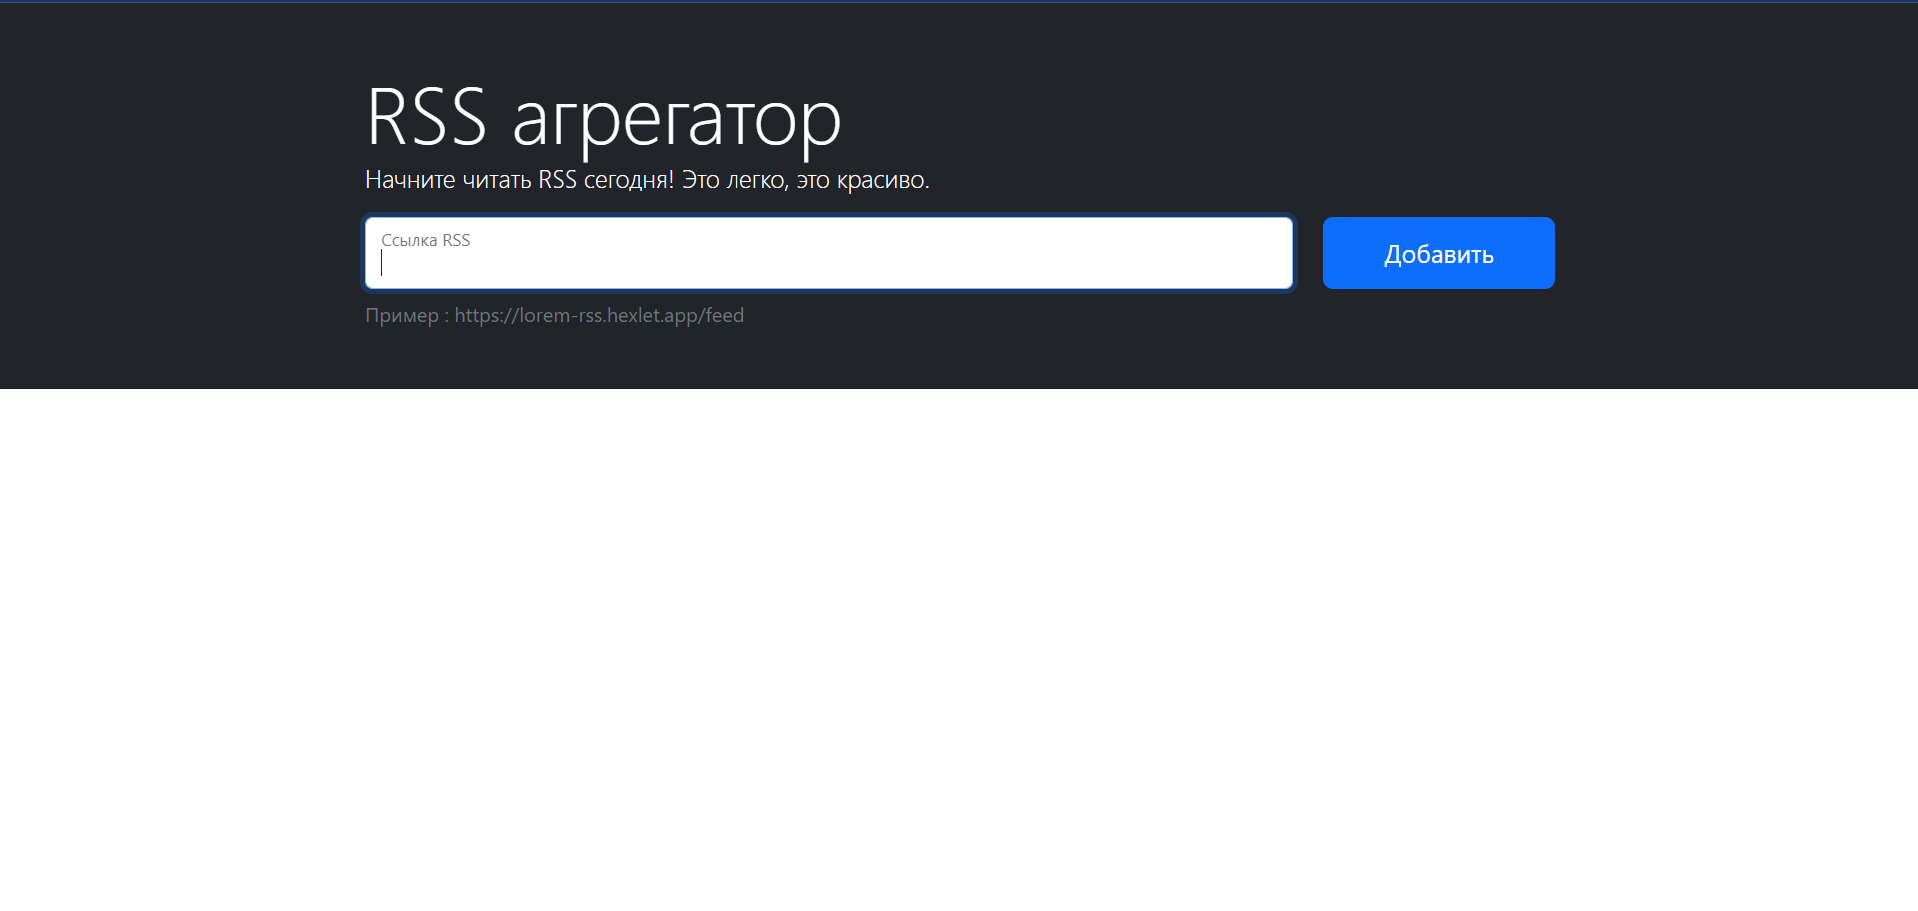 RSS агрегатор
Начните читать RSS сегодня! Это легко, это красиво.
Ссылка RSS
Добавить
Пример : https://lorem-rss.hexlet.app/feed